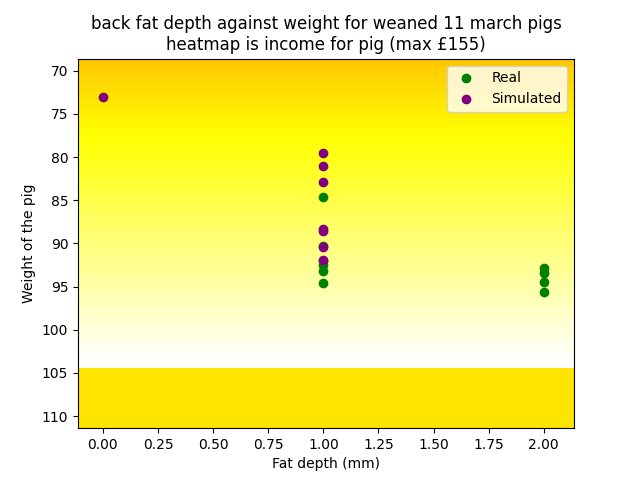 back fat depth against weight for weaned 11 march pigs
heatmap is income for pig (max £155)
Real
Simulated
70
75
80
85
90
95
100
105
110
Weight of the pig
0.00 0.25 0.50 0.75 1.00 1.25 1.50 1.75 2.00
Fat depth (mm)